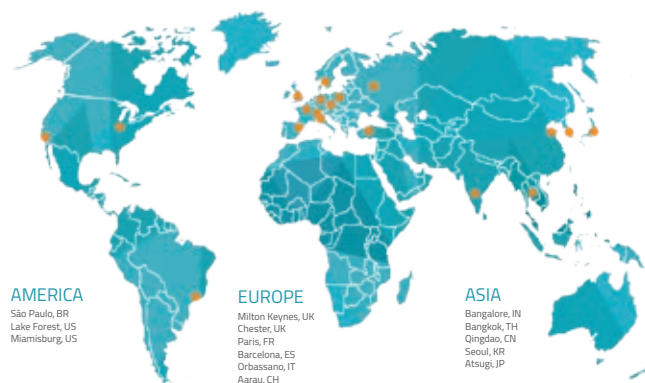 AMERICA
São Paulo, BR
Lake Forest, US
Miamisburg, US
EUROPE
Milton Keynes, UK
Chester, UK
Paris, FR
Barcelona, ES
Orbassano, IT
Aarau, CH
ASIA
Bangalore, IN
Bangkok, TH
Qingdao, CN
Seoul, KR
Atsugi, JP